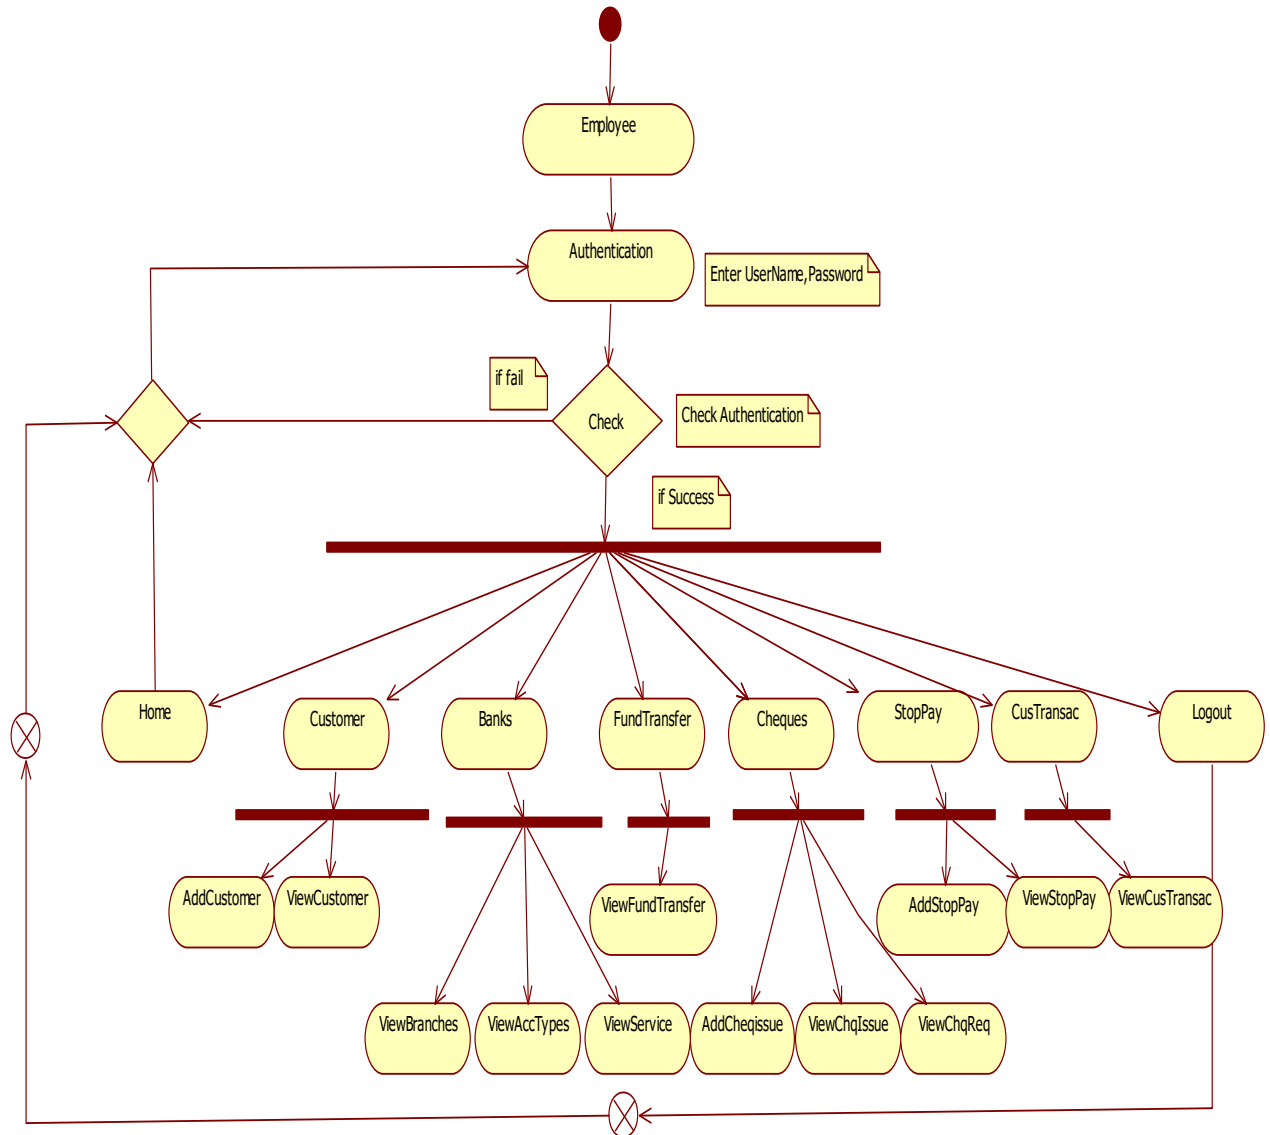 Employee
Authentication
Enter UserName,Password
if fail
Check
Check Authentication
if Success
Home
Customer
Banks
FundTransfer
Cheques
StopPay
CusTransac
Logout
AddCustomer
ViewCustomer
ViewFundTransfer
AddStopPay
ViewStopPay
ViewCusTransac
ViewBranches
ViewAccTypes
ViewService
AddCheqissue
ViewChqIssue
ViewChqReq